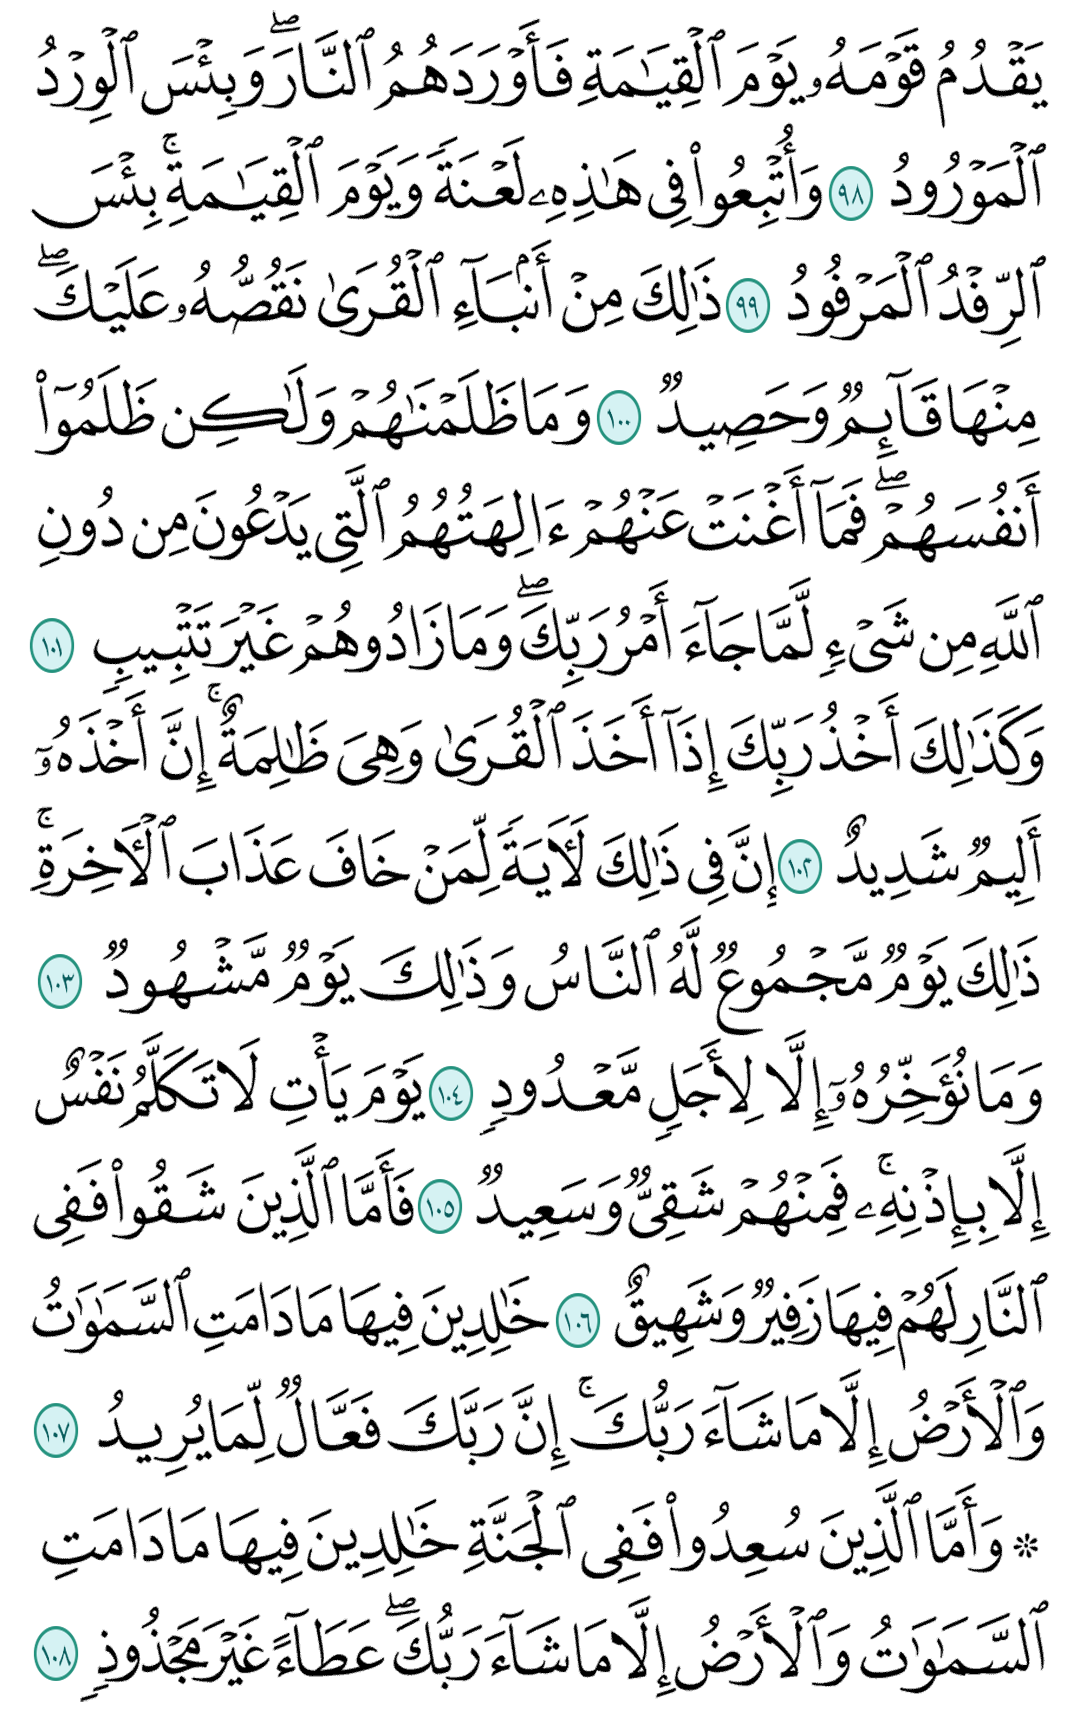 يَقْدُمُ قَوْمَهُۥ يَوْمَ ٱلْقِيَـٰمَةِ فَأَوْرَدَهُمُ ٱلنَّارَ ۖ وَبِئْسَ ٱلْوِرْدُ
ٱلْمَوْرُودُ ٩٨ وَأُتْبِعُوا۟ فِى هَـٰذِهِۦ لَعْنَةً وَيَوْمَ ٱلْقِيَـٰمَةِ ۚ بِئْسَ
ٱلرِّفْدُ ٱلْمَرْفُودُ ٩٩ ذَٰلِكَ مِنْ أَنۢبَآءِ ٱلْقُرَىٰ نَقُصُّهُۥ عَلَيْكَ ۖ
مِنْهَا قَآئِمٌ وَحَصِيدٌ ١٠٠ وَمَا ظَلَمْنَـٰهُمْ وَلَـٰكِن ظَلَمُوٓا۟
أَنفُسَهُمْ ۖ فَمَآ أَغْنَتْ عَنْهُمْ ءَالِهَتُهُمُ ٱلَّتِى يَدْعُونَ مِن دُونِ
ٱللَّهِ مِن شَىْءٍ لَّمَّا جَآءَ أَمْرُ رَبِّكَ ۖ وَمَا زَادُوهُمْ غَيْرَ تَتْبِيبٍ ١٠١
وَكَذَٰلِكَ أَخْذُ رَبِّكَ إِذَآ أَخَذَ ٱلْقُرَىٰ وَهِىَ ظَـٰلِمَةٌ ۚ إِنَّ أَخْذَهُۥٓ
أَلِيمٌ شَدِيدٌ ١٠٢ إِنَّ فِى ذَٰلِكَ لَـَٔايَةً لِّمَنْ خَافَ عَذَابَ ٱلْـَٔاخِرَةِ ۚ
ذَٰلِكَ يَوْمٌ مَّجْمُوعٌ لَّهُ ٱلنَّاسُ وَذَٰلِكَ يَوْمٌ مَّشْهُودٌ ١٠٣
وَمَا نُؤَخِّرُهُۥٓ إِلَّا لِأَجَلٍ مَّعْدُودٍ ١٠٤ يَوْمَ يَأْتِ لَا تَكَلَّمُ نَفْسٌ
إِلَّا بِإِذْنِهِۦ ۚ فَمِنْهُمْ شَقِىٌّ وَسَعِيدٌ ١٠٥ فَأَمَّا ٱلَّذِينَ شَقُوا۟ فَفِى
ٱلنَّارِ لَهُمْ فِيهَا زَفِيرٌ وَشَهِيقٌ ١٠٦ خَـٰلِدِينَ فِيهَا مَا دَامَتِ ٱلسَّمَـٰوَٰتُ
وَٱلْأَرْضُ إِلَّا مَا شَآءَ رَبُّكَ ۚ إِنَّ رَبَّكَ فَعَّالٌ لِّمَا يُرِيدُ ١٠٧
۞ وَأَمَّا ٱلَّذِينَ سُعِدُوا۟ فَفِى ٱلْجَنَّةِ خَـٰلِدِينَ فِيهَا مَا دَامَتِ
ٱلسَّمَـٰوَٰتُ وَٱلْأَرْضُ إِلَّا مَا شَآءَ رَبُّكَ ۖ عَطَآءً غَيْرَ مَجْذُوذٍ ١٠٨